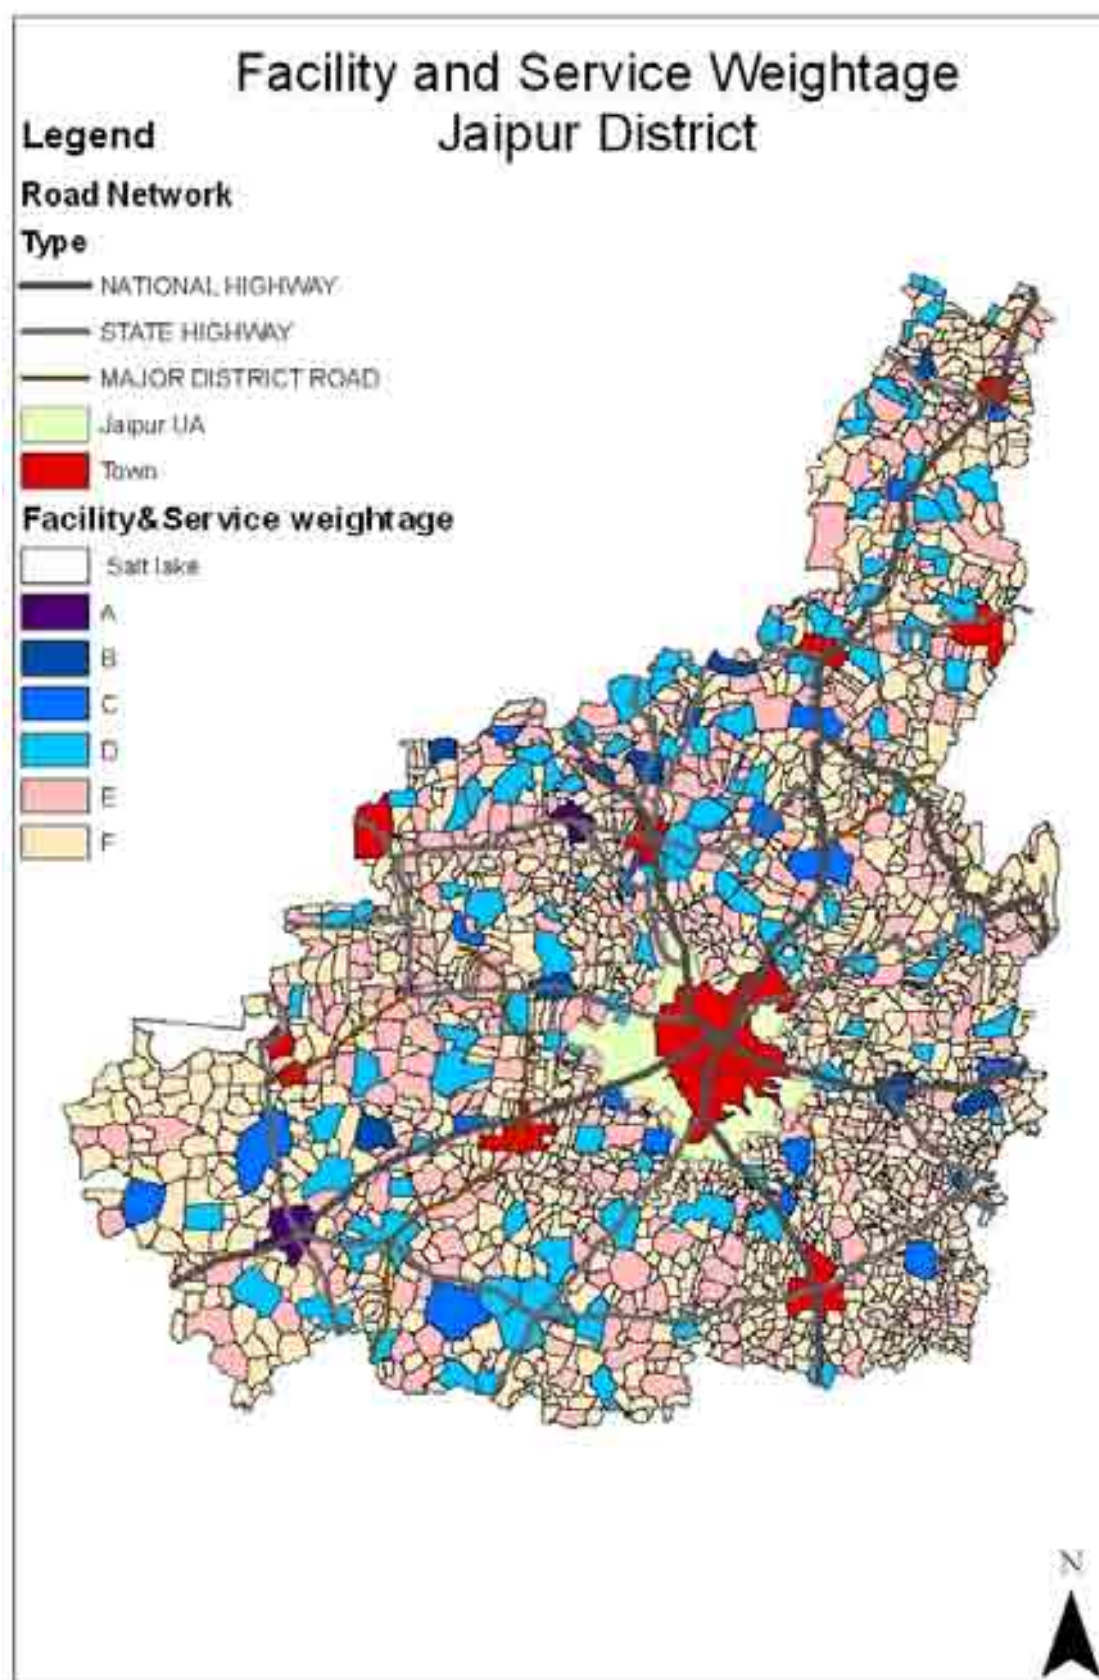 Facility and Service Weightage
Jaipur District
Legend
Road Network
Type
NATIONAL HIGHWAY
STATE HIGHWAY
MAJOR DISTRICT ROAD
Jaipur UA
Town
Facility&Service weightage
Salt lake
A
B
C
D
E
F
N